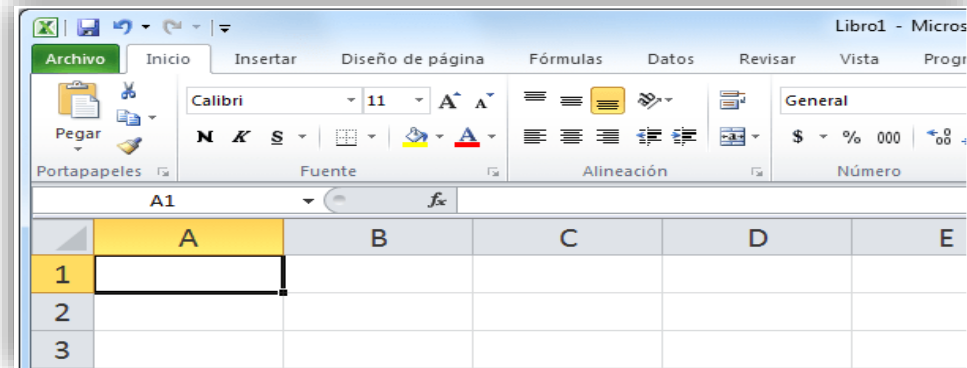 Libro1 - Micros
Archivo Inicio Insertar Diseño de página Fórmulas Datos Revisar Vista Progr
Calibri 11 A A General
Pegar N K S A $ % 000
Portapapeles Fuente Alineación Número
A1 fx
A B C D E
1
2
3